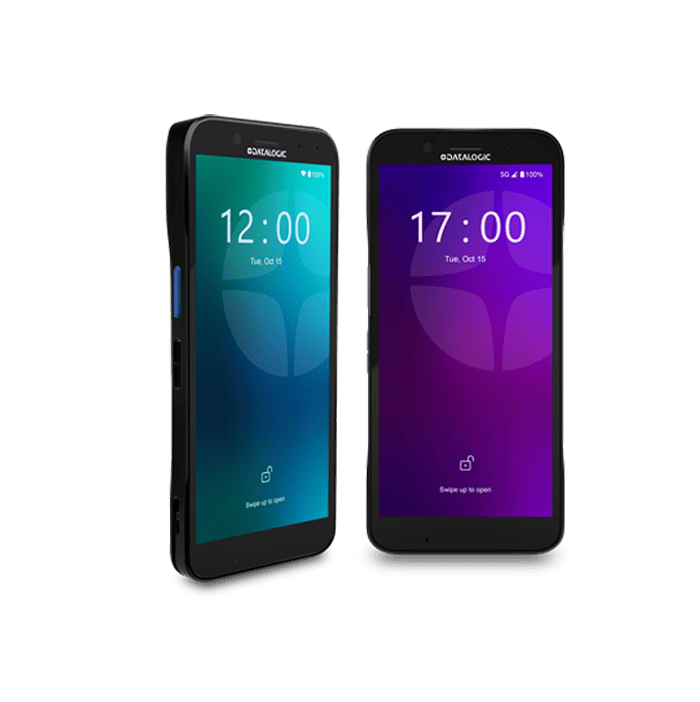 DATALOGIC
100%
12:00
Tue, Oct 15
Swipe up to open
DATALOGIC
5G 100%
17:00
Tue, Oct 15
Swipe up to open